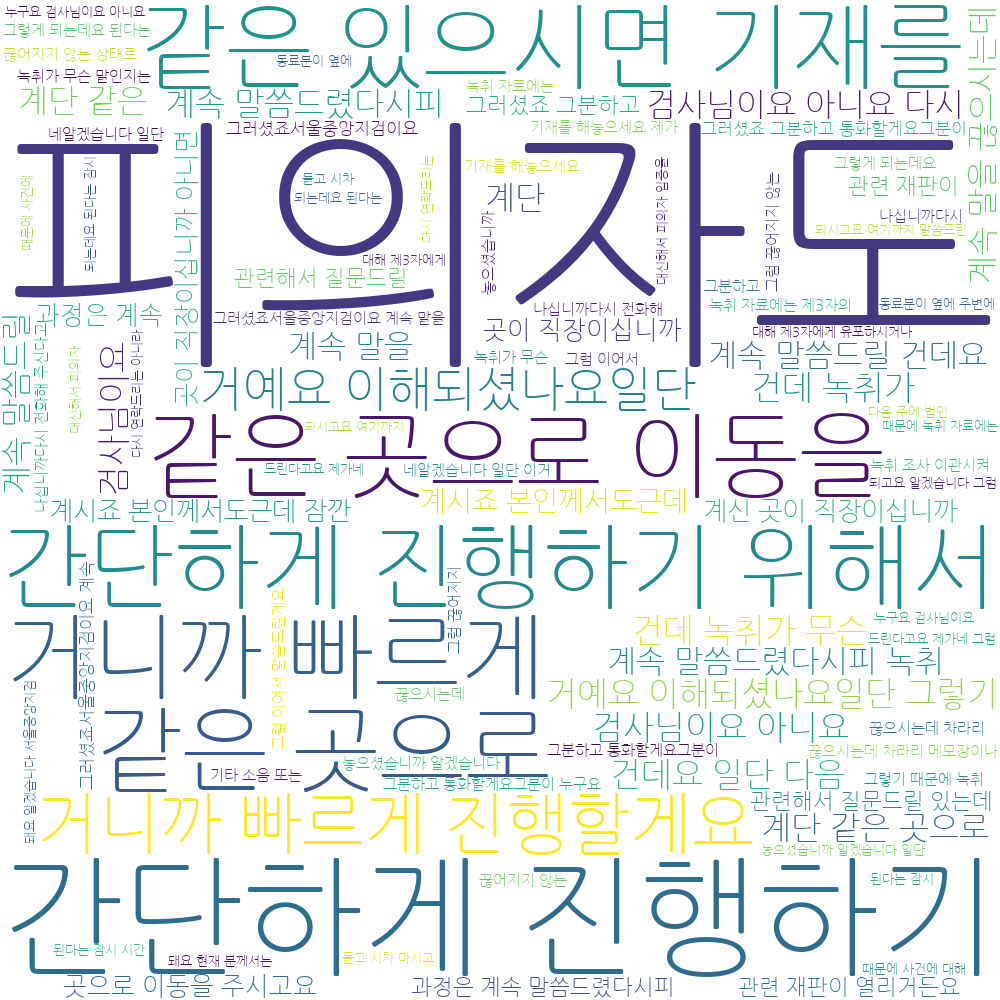 누구요 검사님이요 아니요
그렇게 되는데요 된다는
끊어지지 않는 상태로
녹취가 무슨 말인지는
같은 있으시면 기재를
동료분이 옆에
계단 같은
계속 말씀드렸다시피
녹취 자료에는
그러셨죠 그분하고
검사님이요 아니요 다시
계속 말을 끊으시는데
네알겠습니다 일단
그러셨죠서울중앙지검이요
기재를 해놓으세요 제가
그러셨죠 그분하고 통화할게요그분이
피의자도
때문에 사건에
되는데요 된다는 잠시
곳이 직장이십니까 아니면
듣고 시차
되는데요 된다는
다시 연락드리는
기재를 해놓으세요
계단
놓으셨습니까
대신해서 피의자 입증을
그럼 끊어지지 않는
그렇게 되는데요
관련 재판이
나십니까다시
되시고요 여기까지 말씀드린
대해 제3자에게
관련해서 질문드릴
그분하고
녹취 자료에는 제3자의
동료분이 옆에 주변에
과정은 계속
그러셨죠서울중앙지검이요 계속 말을
나십니까다시 전화해
곳이 직장이십니까
대해 제3자에게 유포하시거나
계속 말씀드릴
나십니까다시 전화해 주신다과
대신해서 피의자
검사님이요
다시 연락드리는 아니라
계속 말을
녹취가 무슨
그럼 이어서
계속 말씀드릴 건데요
거예요 이해되셨나요일단
건데 녹취가
같은 곳으로 이동을
되시고요 여기까지
다음 주에 법인
때문에 녹취 자료에는
드린다고요 제가네
네알겠습니다 일단 이거
녹취 조사 이관시켜
되고요 알겠습니다 그럼
계시죠 본인께서도근데 잠깐
계시죠 본인께서도근데
계신 곳이 직장이십니까
간단하게 진행하기 위해서
그러셨죠서울중앙지검이요 계속
그럼 이어서 말씀드릴게요
그럼 끊어지지
거니까 빠르게
누구요 검사님이요
건데 녹취가 무슨
드린다고요 제가네 그럼
계속 말씀드렸다시피 녹취
돼요 알겠습니다 서울중앙지검
끊으시는데
거예요 이해되셨나요일단 그렇기
같은 곳으로
검사님이요 아니요
끊으시는데 차라리
그분하고 통화할게요그분이
끊으시는데 차라리 메모장이나
기타 소음 또는
놓으셨습니까 알겠습니다
그분하고 통화할게요그분이 누구요
건데요 일단 다음
그렇기 때문에 녹취
거니까 빠르게 진행할게요
관련해서 질문드릴 있는데
계단 같은 곳으로
놓으셨습니까 알겠습니다 일단
간단하게 진행하기
끊어지지 않는
된다는 잠시
된다는 잠시 시간
돼요 현재 분께서는
듣고 시차 마시고
때문에 사건에 대해
곳으로 이동을 주시고요
과정은 계속 말씀드렸다시피
관련 재판이 열리거든요